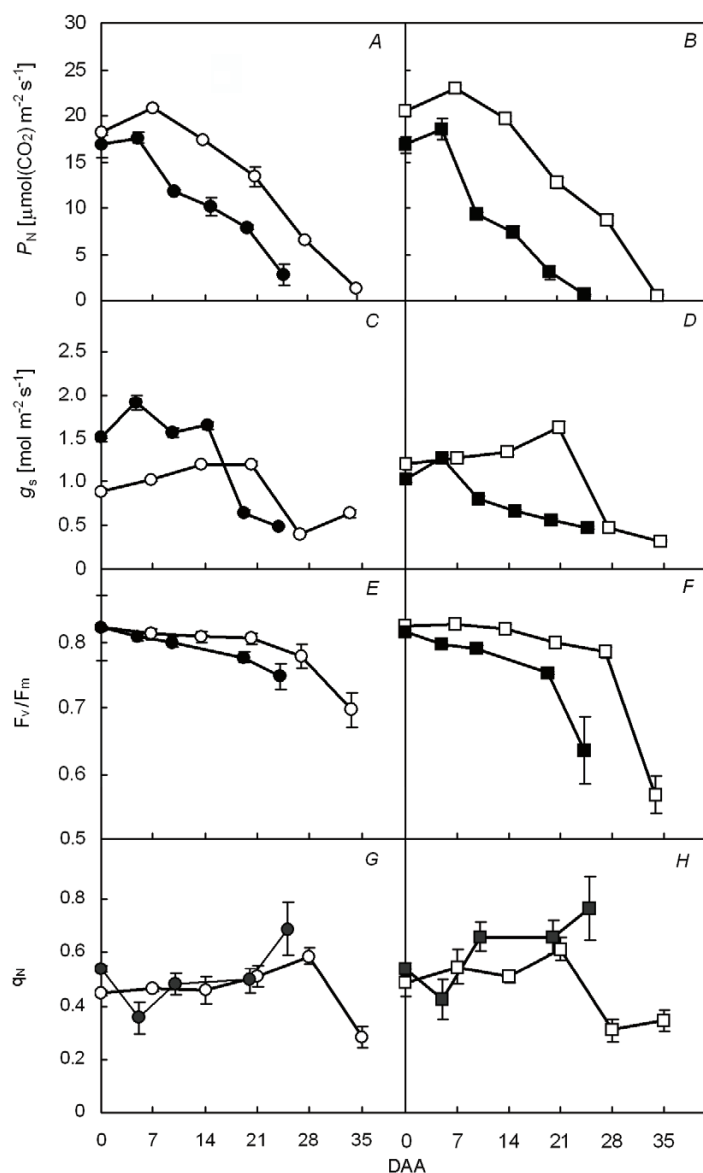 A
B
30
25
20
15
10
5
0
P_N [μmol(CO₂) m⁻² s⁻¹]
C
D
2.5
2.0
1.5
1.0
0.5
0.0
g_s [mol m⁻² s⁻¹]
E
F
0.8
0.7
0.6
0.5
Fv/Fm
G
H
0.8
0.6
0.4
0.2
0
q_N
0 7 14 21 28 0 7 14 21 28 35
DAA